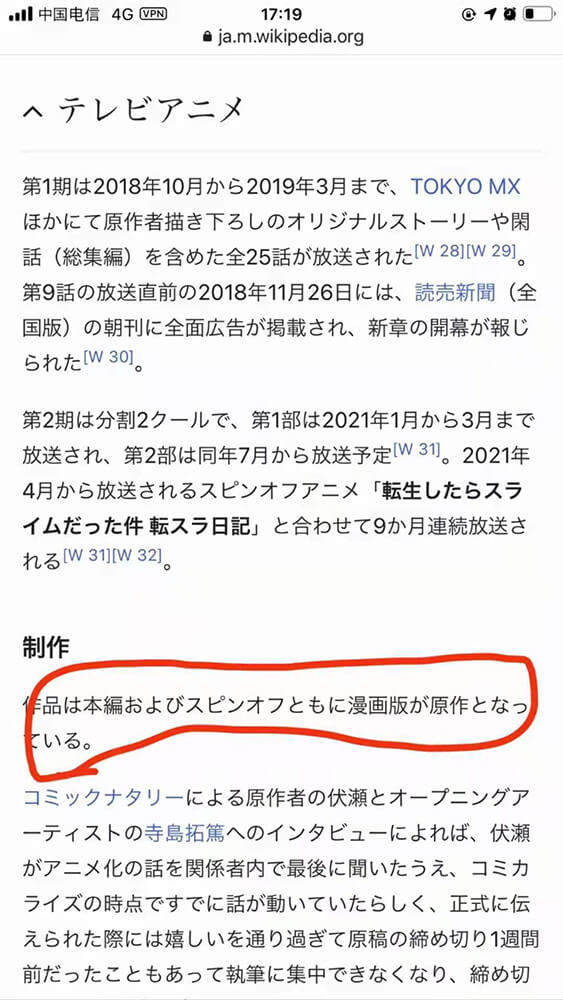 中国电信 4G VPN 17:19
ja.m.wikipedia.org
テレビアニメ
第1期は2018年10月から2019年3月まで、TOKYO MX
ほかにて原作者描き下ろしのオリジナルストーリーや閑
話（総集編）を含めた全25話が放送された[W 28][W 29]。
第9話の放送直前の2018年11月26日には、読売新聞（全
国版）の朝刊に全面広告が掲載され、新章の開幕が報じ
られた[W 30]。
第2期は分割2クールで、第1部は2021年1月から3月まで
放送され、第2部は同年7月から放送予定[W 31]。2021年
4月から放送されるスピンオフアニメ「転生したらスラ
イムだった件 転スラ日記」と合わせて9か月連続放送さ
れる[W 31][W 32]。
制作
作品は本編およびスピンオフともに漫画版が原作となっ
ている。
コミックナタリーによる原作者の伏瀬とオープニングア
ーティストの寺島拓篤へのインタビューによれば、伏瀬
がアニメ化の話を関係者内で最後に聞いたうえ、コミカ
ライズの時点ですでに話が動いていたらしく、正式に伝
えられた際には嬉しいを通り過ぎて原稿の締め切り1週間
前だったこともあって執筆に集中できなくなり、締め切